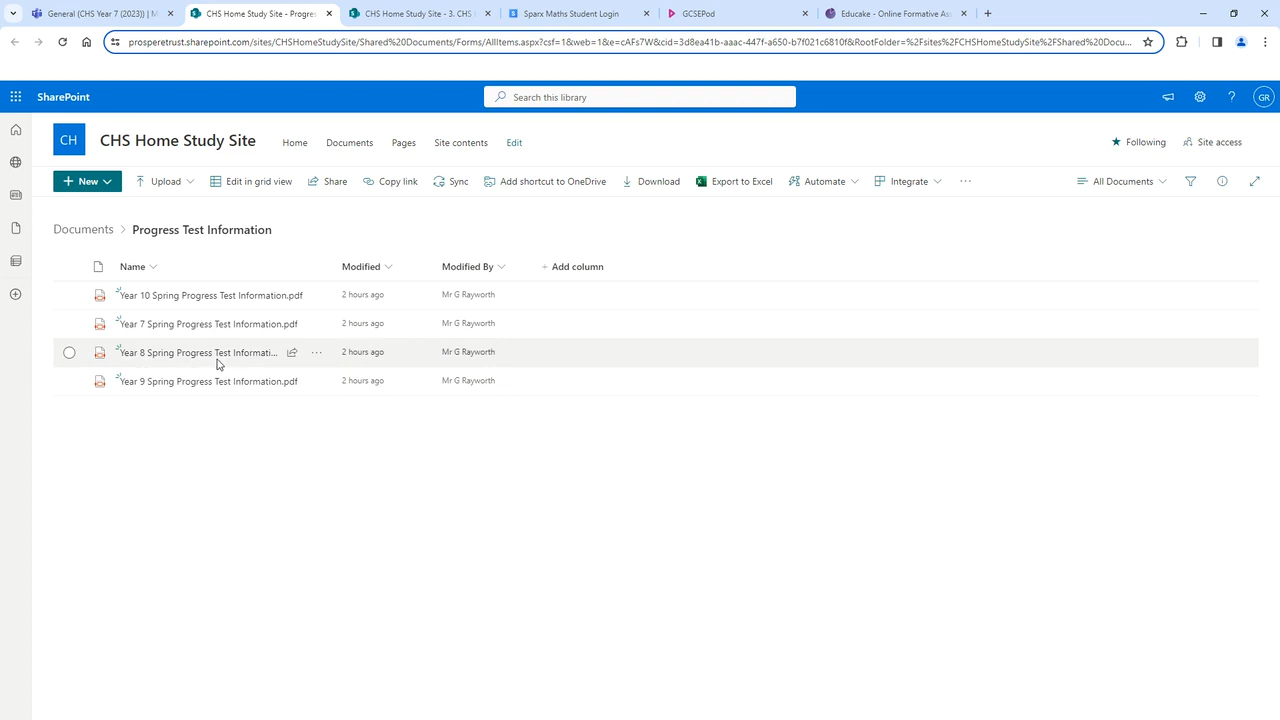 General (CHS Year 7 (2023)) | M
CHS Home Study Site - Progres
CHS Home Study Site - 3. CHS
Sparx Maths Student Login
GCSEPod
Educake - Online Formative Ass
prosperetrust.sharepoint.com/sites/CHSHomeStudySite/Shared%20Documents/Forms/AllItems.aspx?csf=1&web=1&e=cAFs7W&cid=3d8ea41b-aaac-447f-a650-b7f021c6810f&RootFolder=%2Fsites%2FCHSHomeStudySite%2FShared%20Docu...
SharePoint
Search this library
GR
CH
CHS Home Study Site
Home
Documents
Pages
Site contents
Edit
Following
Site access
New
Upload
Edit in grid view
Share
Copy link
Sync
Add shortcut to OneDrive
Download
Export to Excel
Automate
Integrate
All Documents
Documents > Progress Test Information
Name
Modified
Modified By
+ Add column
Year 10 Spring Progress Test Information.pdf
2 hours ago
Mr G Rayworth
Year 7 Spring Progress Test Information.pdf
2 hours ago
Mr G Rayworth
Year 8 Spring Progress Test Informati...
2 hours ago
Mr G Rayworth
Year 9 Spring Progress Test Information.pdf
2 hours ago
Mr G Rayworth